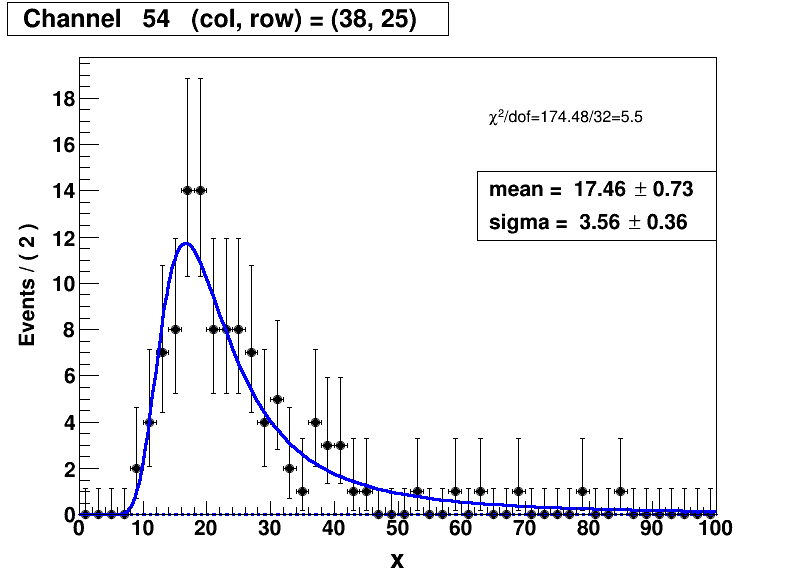 Channel 54 (col, row) = (38, 25)
χ²/dof=174.48/32=5.5
mean = 17.46 ± 0.73
sigma = 3.56 ± 0.36
Events / ( 2 )
18
16
14
12
10
8
6
4
2
0
0 10 20 30 40 50 60 70 80 90 100
x